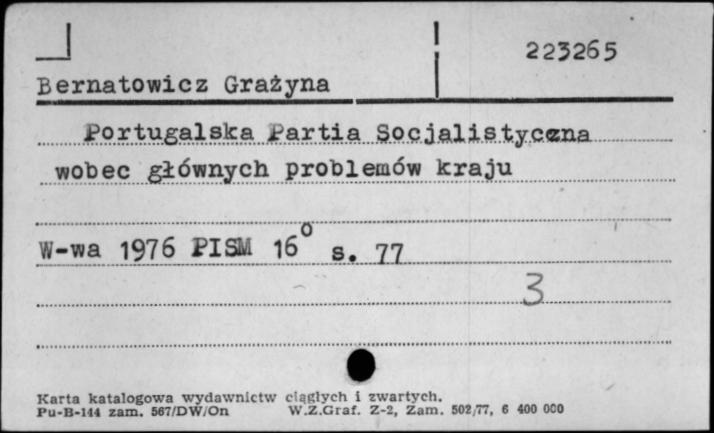 223265
Bernatowicz Grażyna
Portugalska Partia Socjalistyczna
wobec głównych problemów kraju
W-wa 1976 PISM 16° s. 77
3
Karta katalogowa wydawnictw ciągłych i zwartych.
Pu-B-144 zam. 567/DW/On W.Z.Graf. Z-2, Zam. 502/77, 6 400 000